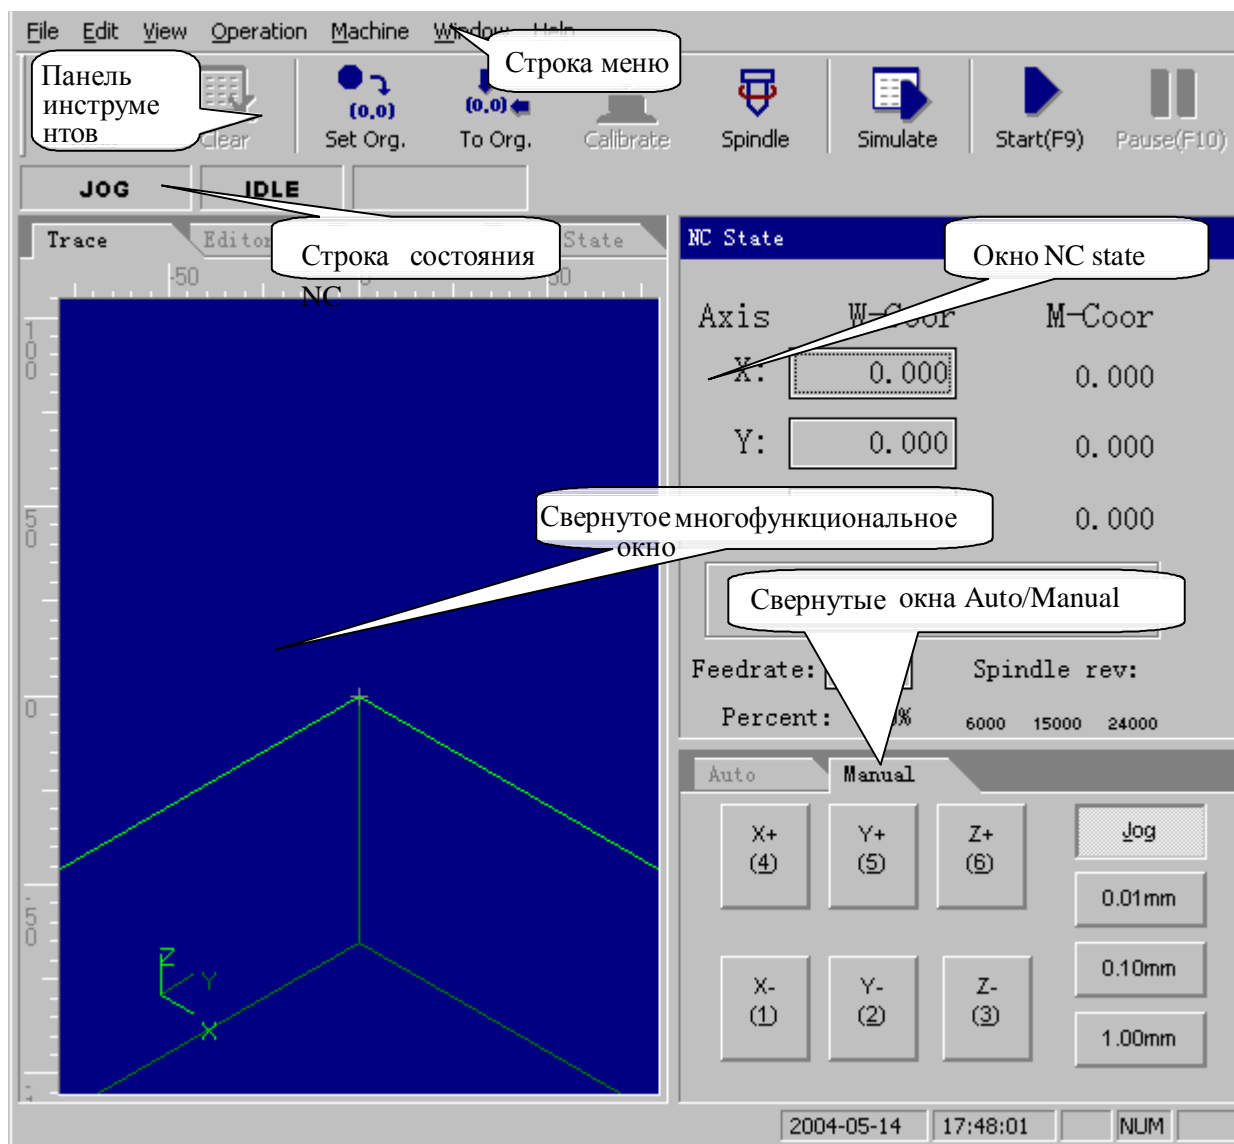 File Edit View Operation Machine Window Help
Панель
инструме
нтов
Строка меню
Clear
(0,0)
Set Org.
(0,0)
To Org.
Calibrate
Spindle
Simulate
Start(F9)
Pause(F10)
JOG IDLE
Trace
Editor
State
Строка состояния
NC
-50 0 50
NC State
Окно NC state
Axis W-Coor M-Coor
X: 0.000 0.000
Y: 0.000 0.000
0.000
100
50
0
-50
Свернутое многофункциональное
окно
Свернутые окна Auto/Manual
Feedrate: Spindle rev:
Percent: % 6000 15000 24000
Auto Manual
X+
(4)
Y+
(5)
Z+
(6)
Jog
0.01mm
0.10mm
1.00mm
X-
(1)
Y-
(2)
Z-
(3)
Z
Y
X
2004-05-14 17:48:01 NUM